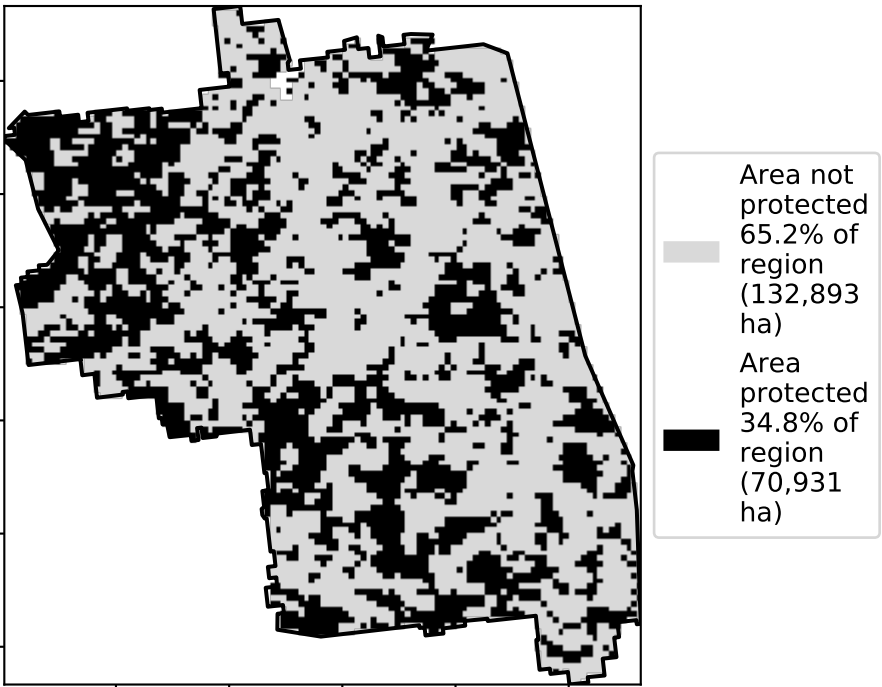 Area not
protected
65.2% of
region
(132,893
ha)
Area
protected
34.8% of
region
(70,931
ha)